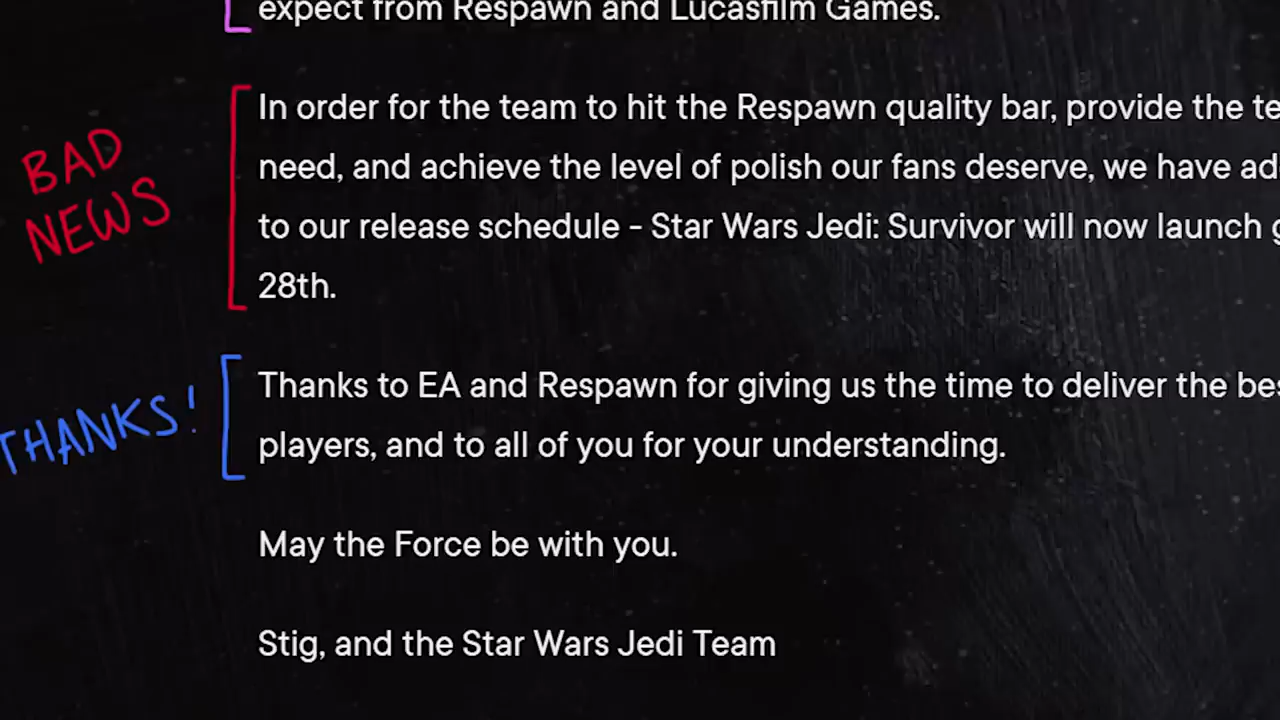 expect from Respawn and Lucasfilm Games.
BAD
NEWS
In order for the team to hit the Respawn quality bar, provide the te
need, and achieve the level of polish our fans deserve, we have ad
to our release schedule - Star Wars Jedi: Survivor will now launch g
28th.
THANKS!
Thanks to EA and Respawn for giving us the time to deliver the bes
players, and to all of you for your understanding.
May the Force be with you.
Stig, and the Star Wars Jedi Team